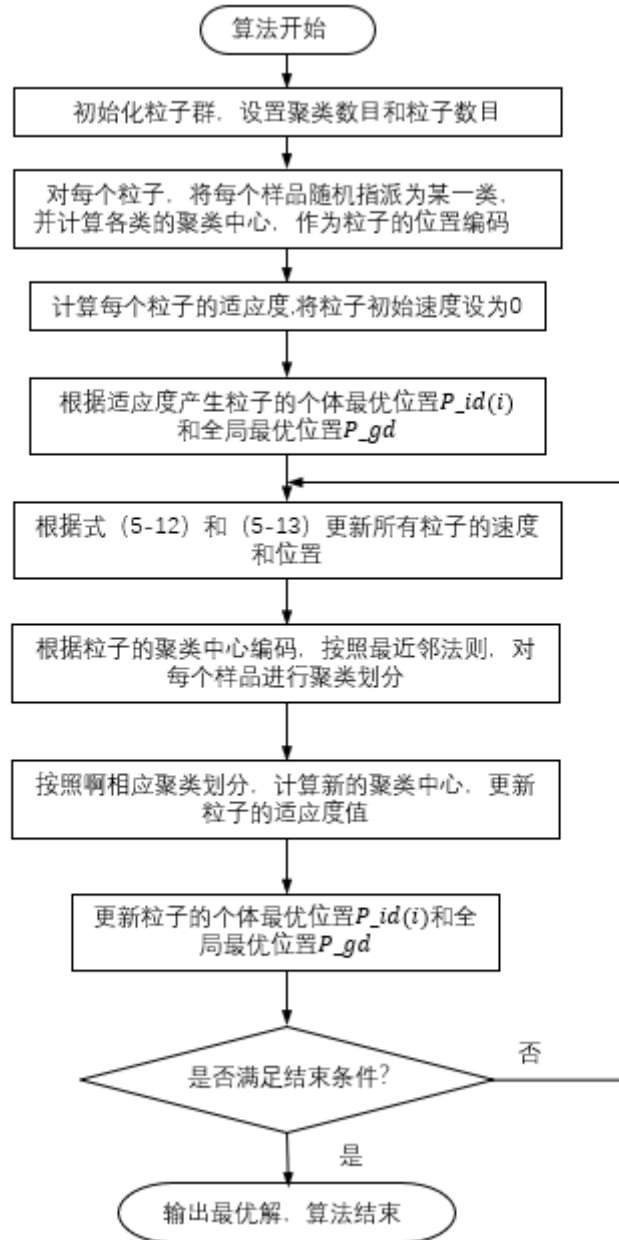 算法开始
初始化粒子群，设置聚类数目和粒子数目
对每个粒子，将每个样品随机指派为某一类，
并计算各类的聚类中心，作为粒子的位置编码
计算每个粒子的适应度,将粒子初始速度设为0
根据适应度产生粒子的个体最优位置P_id(i)
和全局最优位置P_gd
根据式（5-12）和（5-13）更新所有粒子的速度
和位置
根据粒子的聚类中心编码，按照最近邻法则，对
每个样品进行聚类划分
按照啊相应聚类划分，计算新的聚类中心，更新
粒子的适应度值
更新粒子的个体最优位置P_id(i)和全
局最优位置P_gd
是否满足结束条件?
否
是
输出最优解，算法结束